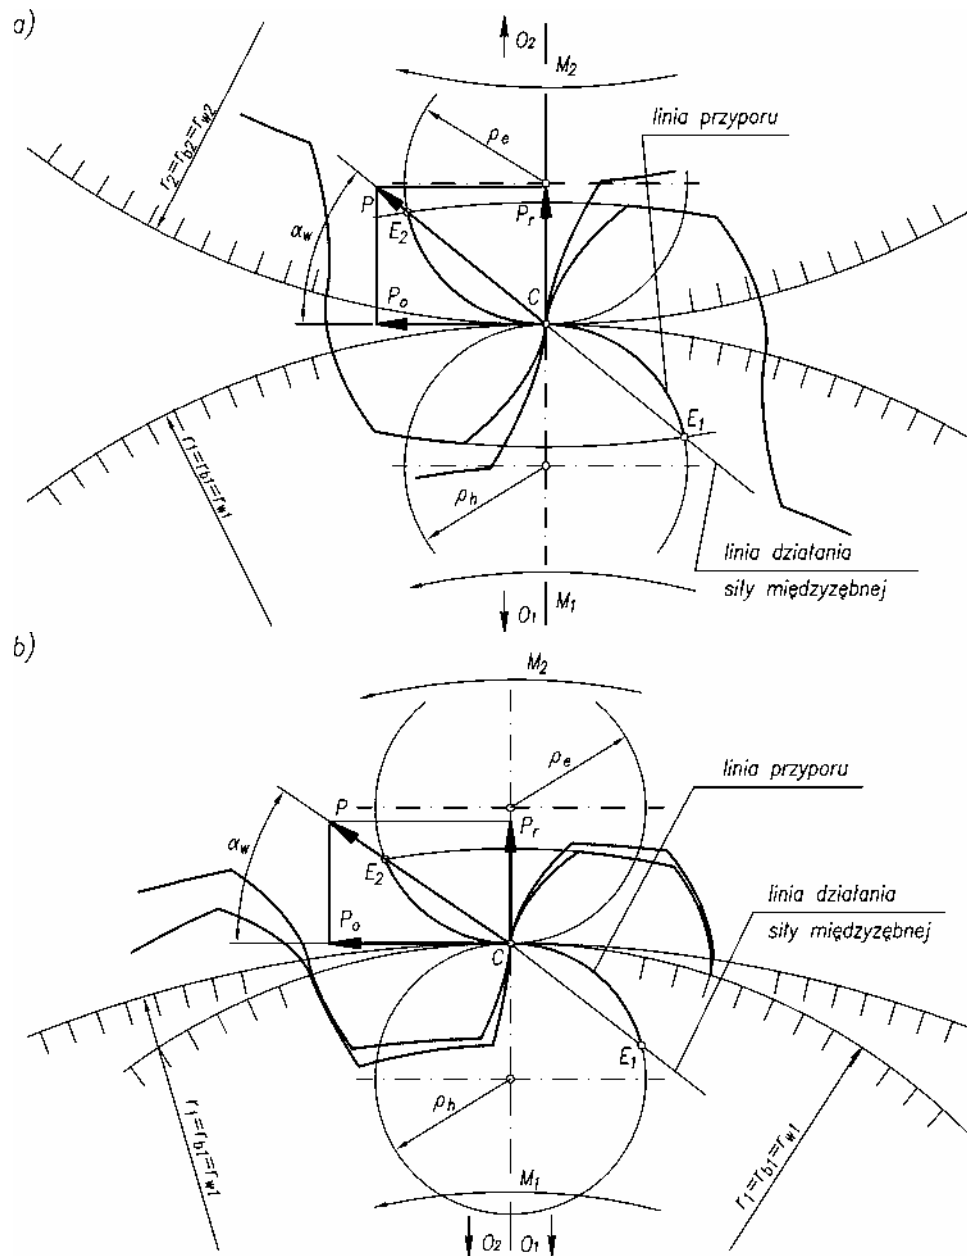 a)
O2
M2
linia przyporu
ρe
r2=rb2=rw2
P
E2
Pr
αw
Po
C
E1
r1=rb1=rw1
ρh
linia działania
siły międzyzębnej
M1
O1
b)
M2
ρe
linia przyporu
P
Pr
αw
E2
linia działania
siły międzyzębnej
Po
C
E1
ρh
r1=rb1=rw1
r1=rb1=rw1
M1
O2 O1